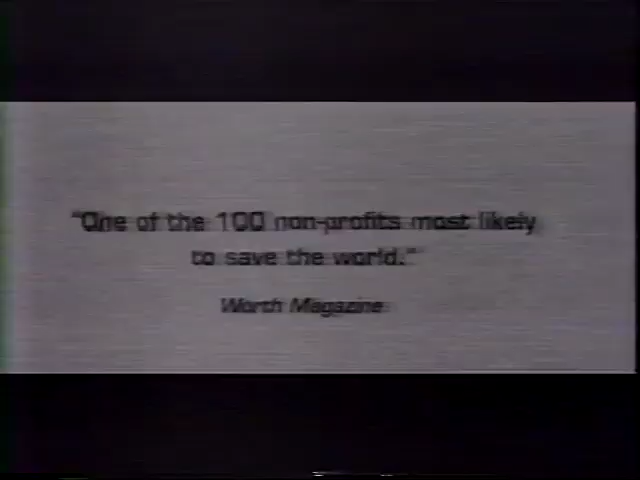 "One of the 100 non-profits most likely
to save the world."
Worth Magazine